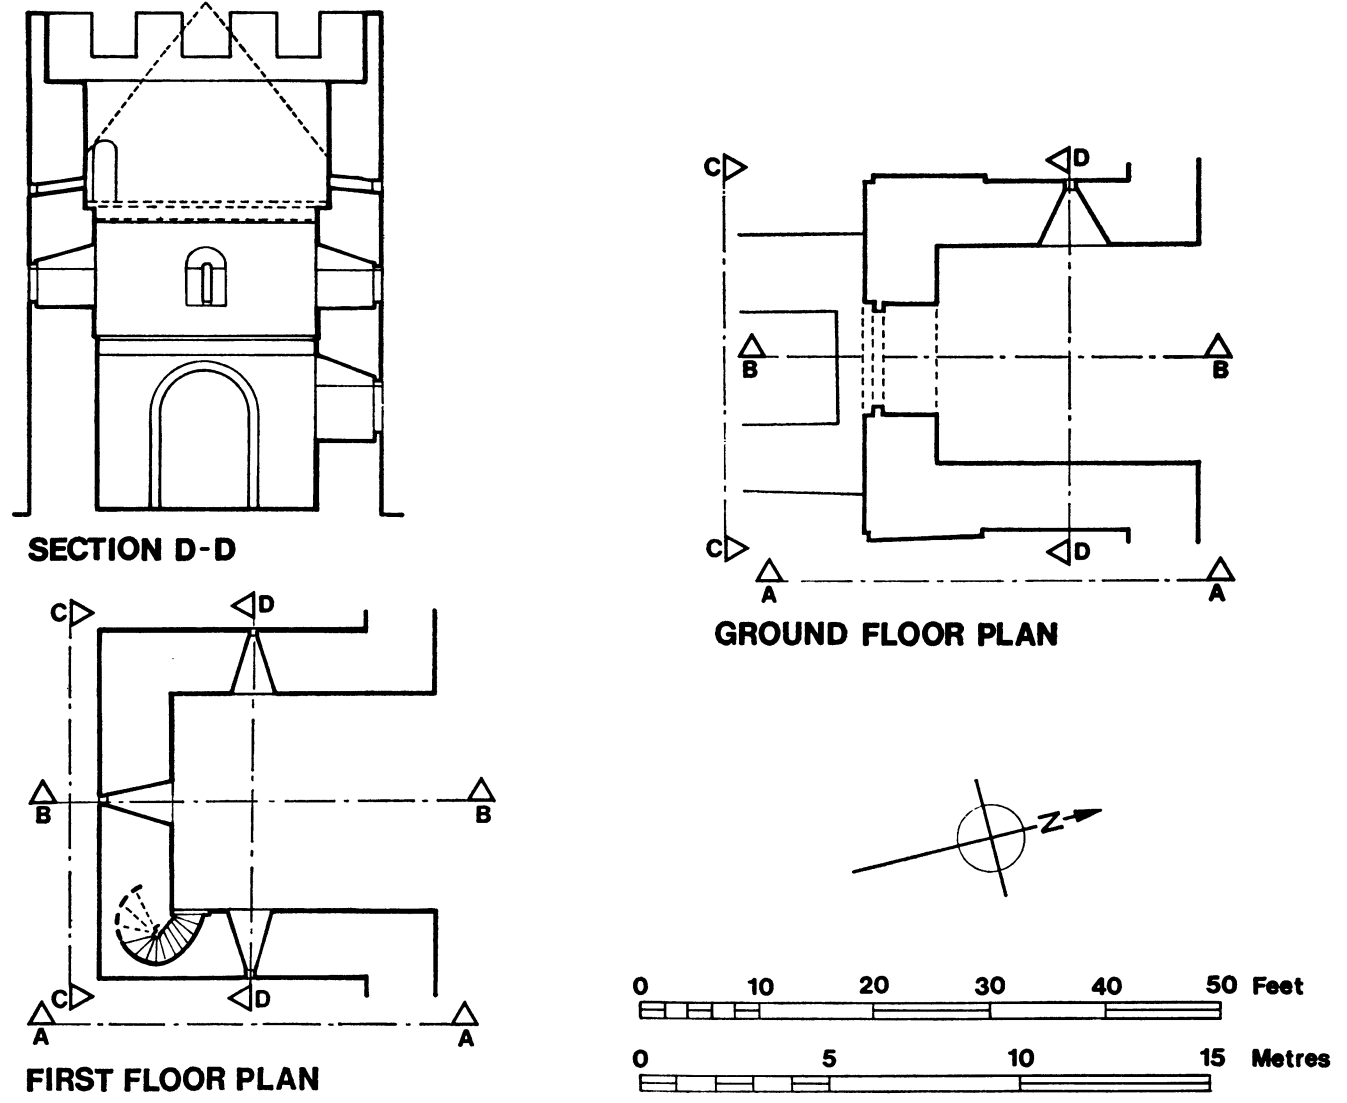 SECTION D-D
C D
B B
C D
A A
FIRST FLOOR PLAN
C D
B B
C D
A A
GROUND FLOOR PLAN
N
0 10 20 30 40 50 Feet
0 5 10 15 Metres